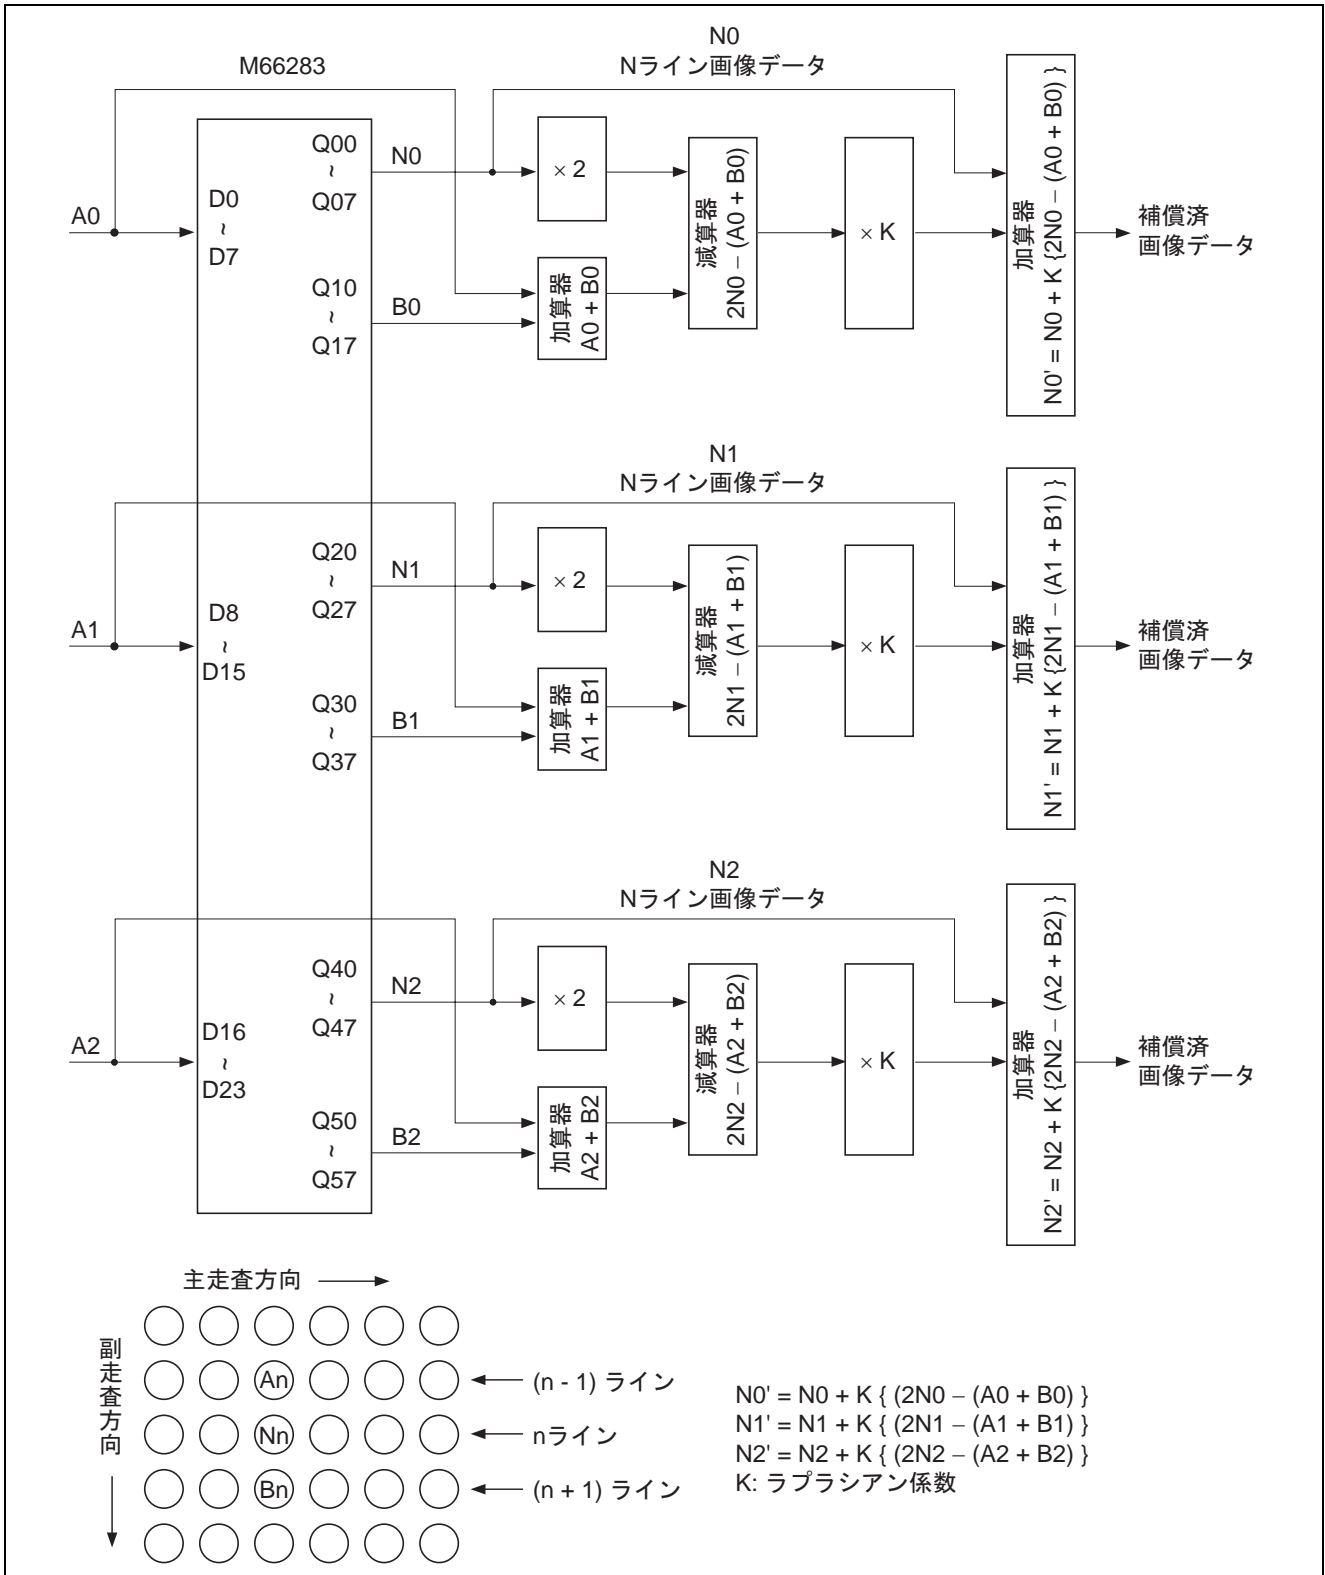 M66283
N0
Nライン画像データ
A0
D0
~
D7
Q00
~
Q07
N0
Q10
~
Q17
B0
× 2
加算器
A0 + B0
減算器
2N0 – (A0 + B0)
× K
加算器
N0' = N0 + K {2N0 – (A0 + B0) }
補償済
画像データ
N1
Nライン画像データ
A1
D8
~
D15
Q20
~
Q27
N1
Q30
~
Q37
B1
× 2
加算器
A1 + B1
減算器
2N1 – (A1 + B1)
× K
加算器
N1' = N1 + K {2N1 – (A1 + B1) }
補償済
画像データ
N2
Nライン画像データ
A2
D16
~
D23
Q40
~
Q47
N2
Q50
~
Q57
B2
× 2
加算器
A2 + B2
減算器
2N2 – (A2 + B2)
× K
加算器
N2' = N2 + K {2N2 – (A2 + B2) }
補償済
画像データ
主走査方向
副走査方向
An
(n - 1) ライン
Nn
nライン
Bn
(n + 1) ライン
N0' = N0 + K { (2N0 – (A0 + B0) }
N1' = N1 + K { (2N1 – (A1 + B1) }
N2' = N2 + K { (2N2 – (A2 + B2) }
K: ラプラシアン係数